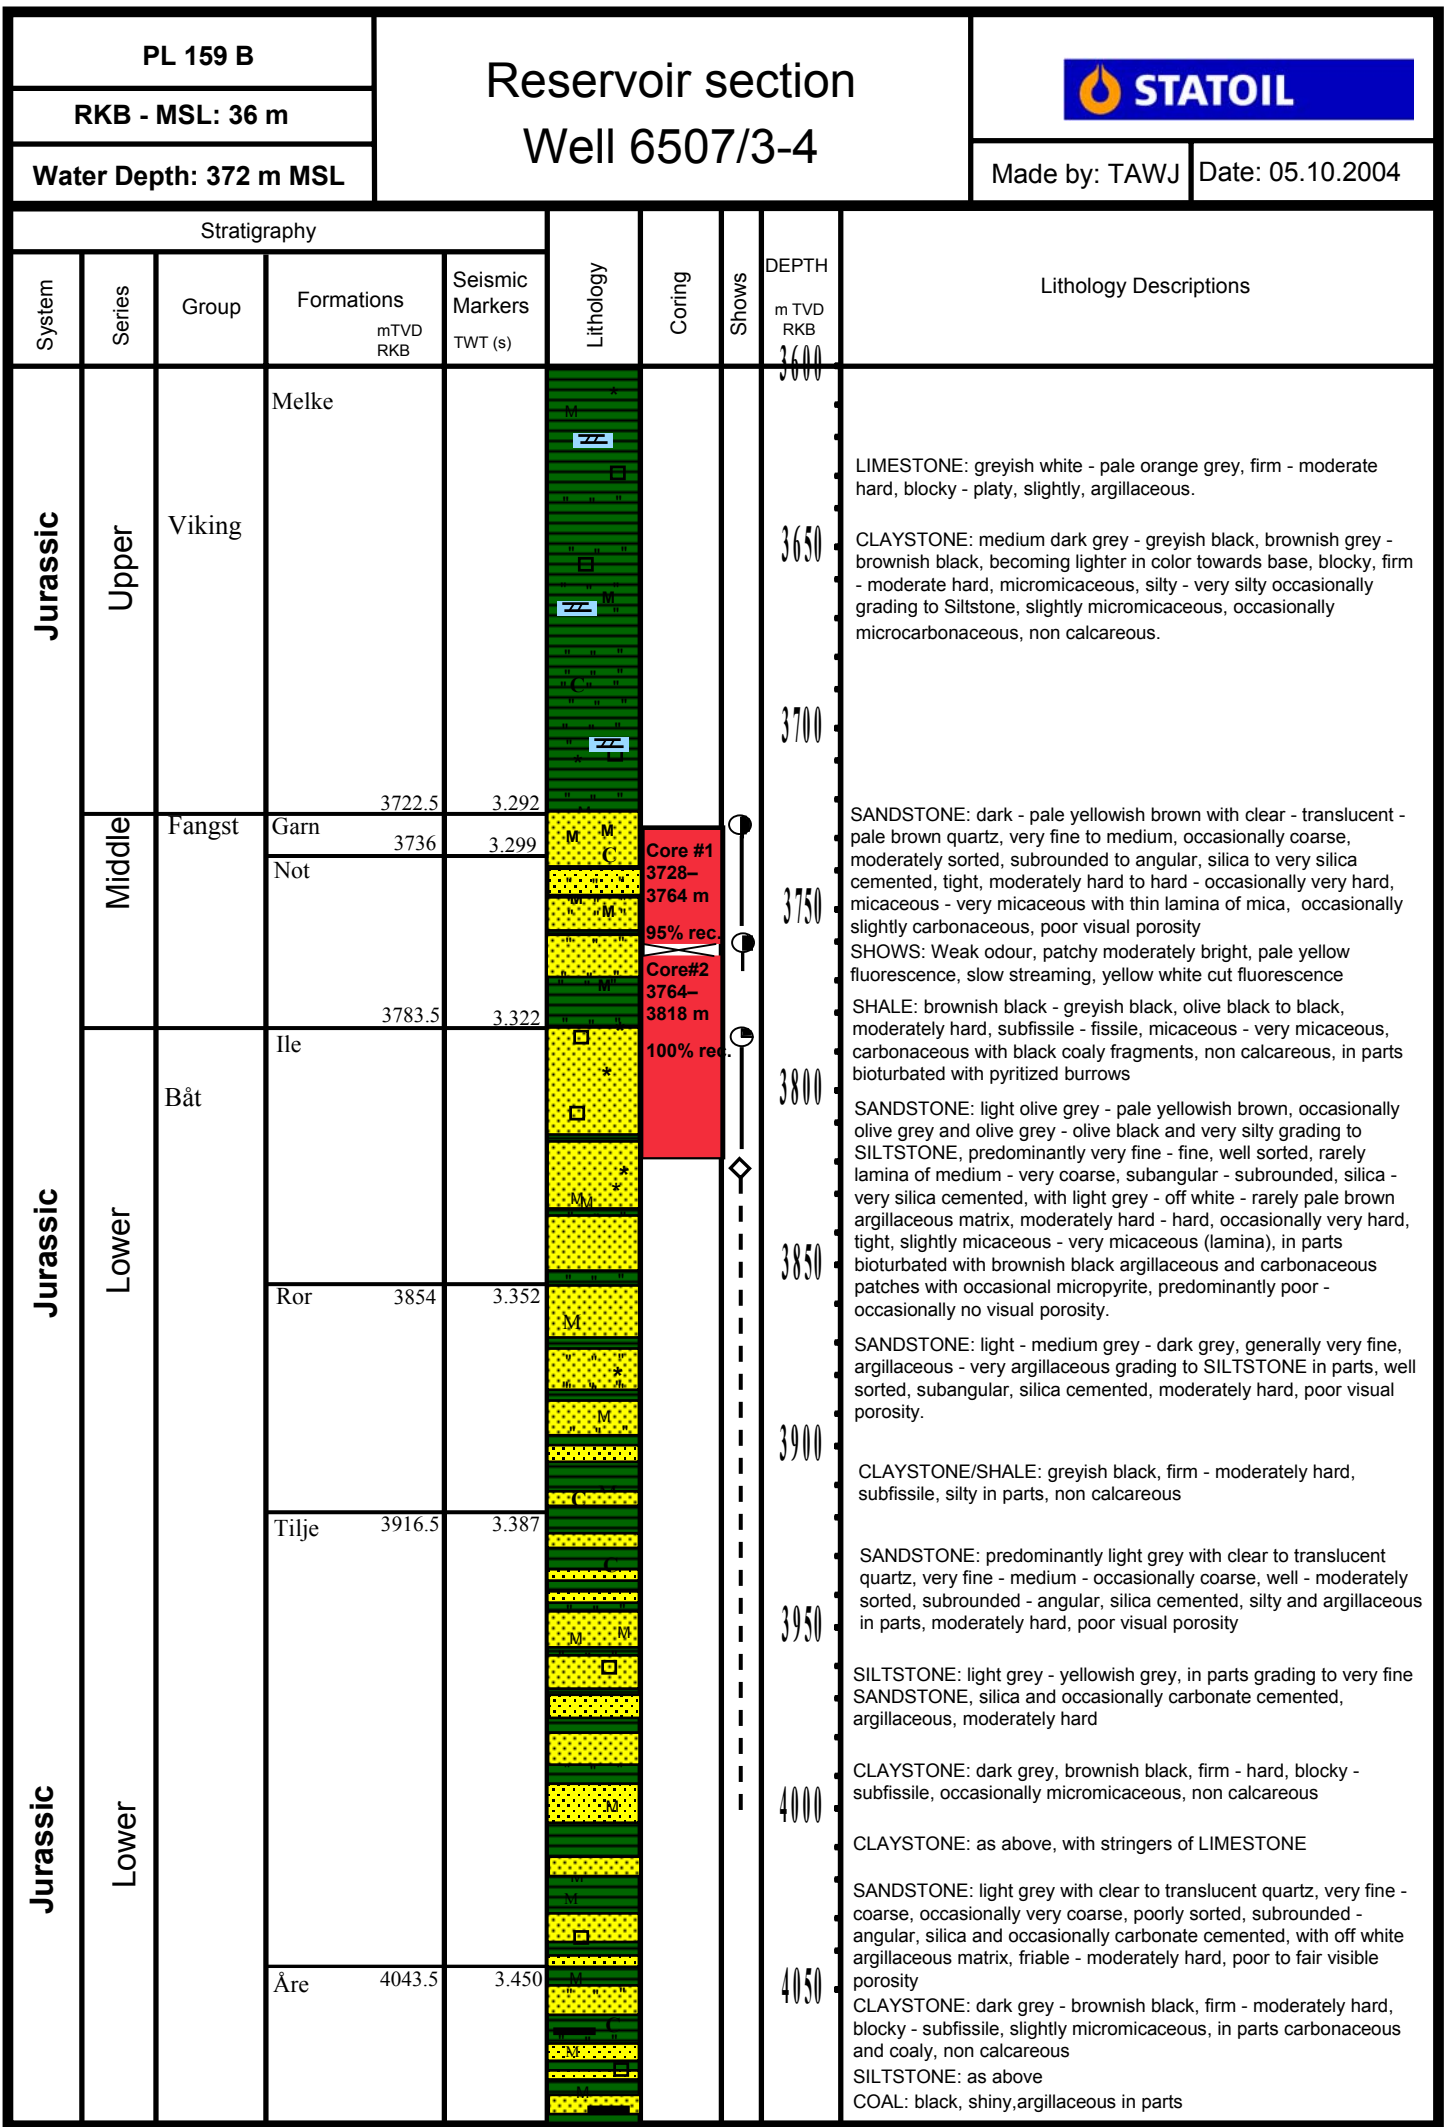 PL 159 B
RKB - MSL: 36 m
Water Depth: 372 m MSL
Reservoir section
Well 6507/3-4
STATOIL
Made by: TAWJ
Date: 05.10.2004
Stratigraphy
System
Series
Group
Formations
mTVD
RKB
Seismic
Markers
TWT (s)
Lithology
Coring
Shows
DEPTH
m TVD
RKB
Lithology Descriptions
3600
3650
3700
3750
3800
3850
3900
3950
4000
4050
Jurassic
Upper
Viking
Melke
3722.5 3.292
Middle
Fangst
Garn
3736 3.299
Not
3783.5 3.322
Jurassic
Lower
Båt
Ile
Ror 3854 3.352
Tilje 3916.5 3.387
Jurassic
Lower
Åre 4043.5 3.450
Core #1
3728–
3764 m
95% rec.
Core#2
3764–
3818 m
100% rec.
LIMESTONE: greyish white - pale orange grey, firm - moderate
hard, blocky - platy, slightly, argillaceous.
CLAYSTONE: medium dark grey - greyish black, brownish grey -
brownish black, becoming lighter in color towards base, blocky, firm
- moderate hard, micromicaceous, silty - very silty occasionally
grading to Siltstone, slightly micromicaceous, occasionally
microcarbonaceous, non calcareous.
SANDSTONE: dark - pale yellowish brown with clear - translucent -
pale brown quartz, very fine to medium, occasionally coarse,
moderately sorted, subrounded to angular, silica to very silica
cemented, tight, moderately hard to hard - occasionally very hard,
micaceous - very micaceous with thin lamina of mica, occasionally
slightly carbonaceous, poor visual porosity
SHOWS: Weak odour, patchy moderately bright, pale yellow
fluorescence, slow streaming, yellow white cut fluorescence
SHALE: brownish black - greyish black, olive black to black,
moderately hard, subfissile - fissile, micaceous - very micaceous,
carbonaceous with black coaly fragments, non calcareous, in parts
bioturbated with pyritized burrows
SANDSTONE: light olive grey - pale yellowish brown, occasionally
olive grey and olive grey - olive black and very silty grading to
SILTSTONE, predominantly very fine - fine, well sorted, rarely
lamina of medium - very coarse, subangular - subrounded, silica -
very silica cemented, with light grey - off white - rarely pale brown
argillaceous matrix, moderately hard - hard, occasionally very hard,
tight, slightly micaceous - very micaceous (lamina), in parts
bioturbated with brownish black argillaceous and carbonaceous
patches with occasional micropyrite, predominantly poor -
occasionally no visual porosity.
SANDSTONE: light - medium grey - dark grey, generally very fine,
argillaceous - very argillaceous grading to SILTSTONE in parts, well
sorted, subangular, silica cemented, moderately hard, poor visual
porosity.
CLAYSTONE/SHALE: greyish black, firm - moderately hard,
subfissile, silty in parts, non calcareous
SANDSTONE: predominantly light grey with clear to translucent
quartz, very fine - medium - occasionally coarse, well - moderately
sorted, subrounded - angular, silica cemented, silty and argillaceous
in parts, moderately hard, poor visual porosity
SILTSTONE: light grey - yellowish grey, in parts grading to very fine
SANDSTONE, silica and occasionally carbonate cemented,
argillaceous, moderately hard
CLAYSTONE: dark grey, brownish black, firm - hard, blocky -
subfissile, occasionally micromicaceous, non calcareous
CLAYSTONE: as above, with stringers of LIMESTONE
SANDSTONE: light grey with clear to translucent quartz, very fine -
coarse, occasionally very coarse, poorly sorted, subrounded -
angular, silica and occasionally carbonate cemented, with off white
argillaceous matrix, friable - moderately hard, poor to fair visible
porosity
CLAYSTONE: dark grey - brownish black, firm - moderately hard,
blocky - subfissile, slightly micromicaceous, in parts carbonaceous
and coaly, non calcareous
SILTSTONE: as above
COAL: black, shiny,argillaceous in parts